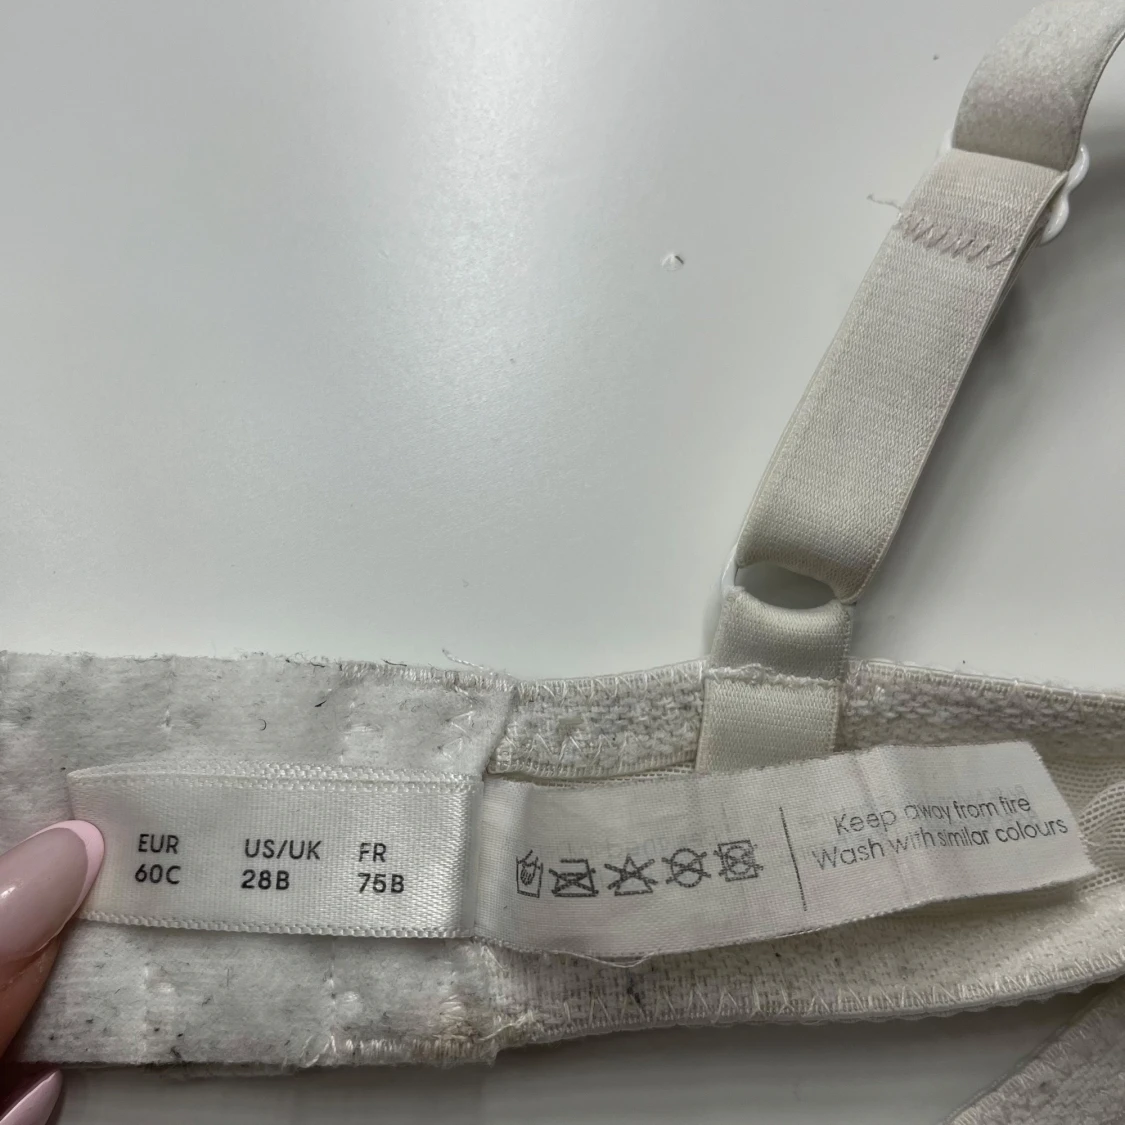 EUR US/UK FR
60C 28B 75B
Keep away from fire
Wash with similar colours